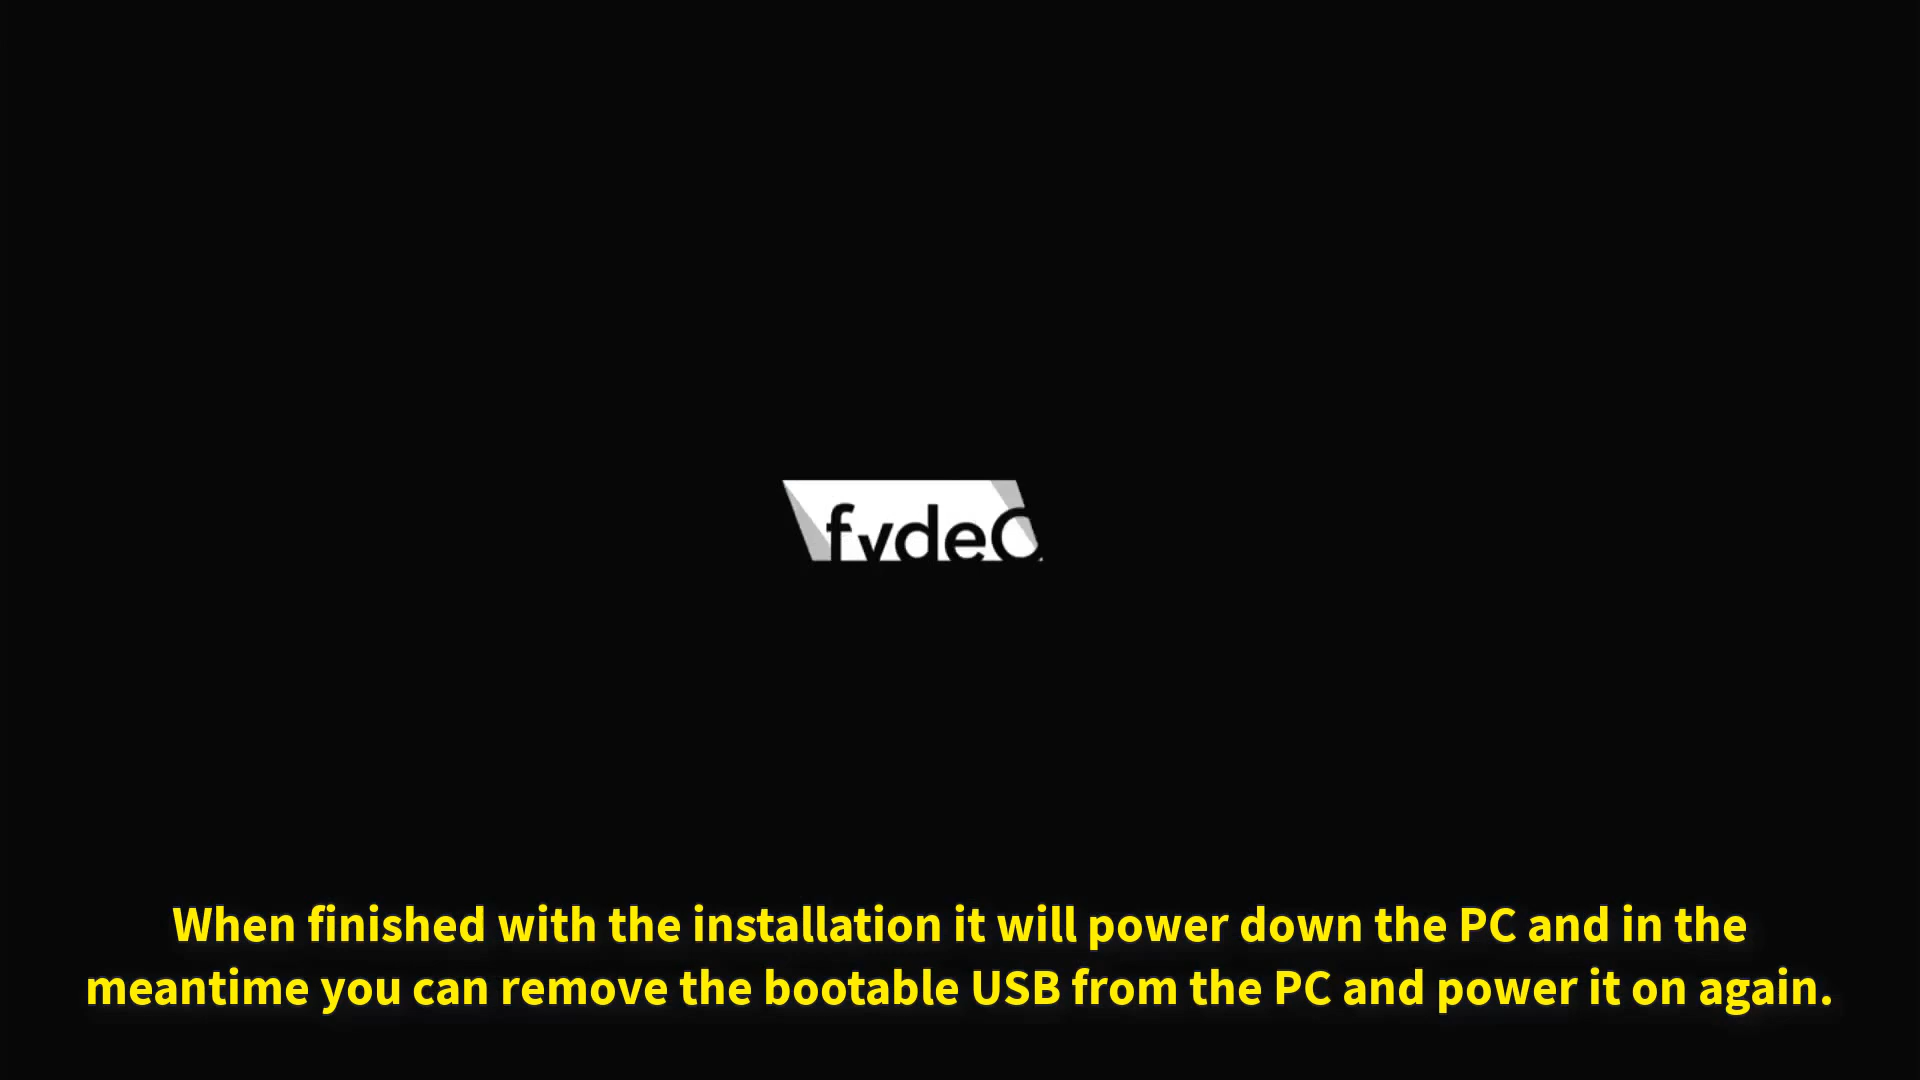 fydeO
When finished with the installation it will power down the PC and in the
meantime you can remove the bootable USB from the PC and power it on again.